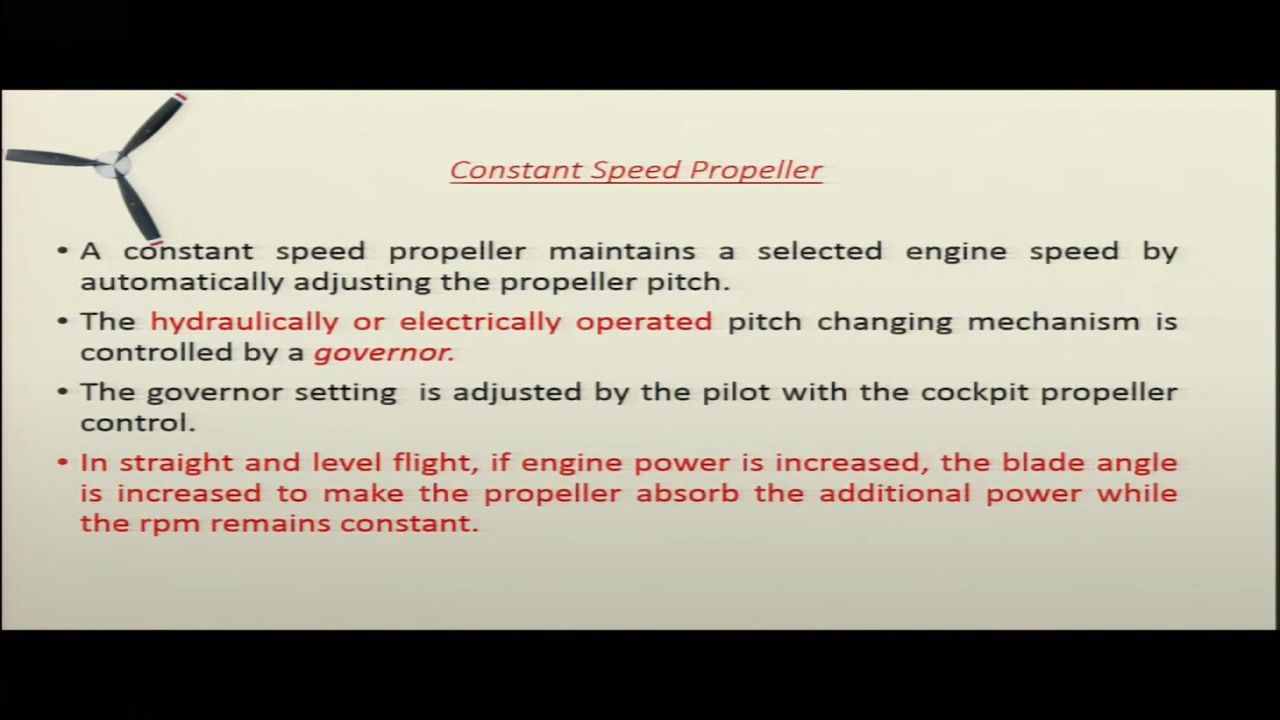 Constant Speed Propeller
• A constant speed propeller maintains a selected engine speed by
automatically adjusting the propeller pitch.
• The hydraulically or electrically operated pitch changing mechanism is
controlled by a governor.
• The governor setting is adjusted by the pilot with the cockpit propeller
control.
• In straight and level flight, if engine power is increased, the blade angle
is increased to make the propeller absorb the additional power while
the rpm remains constant.